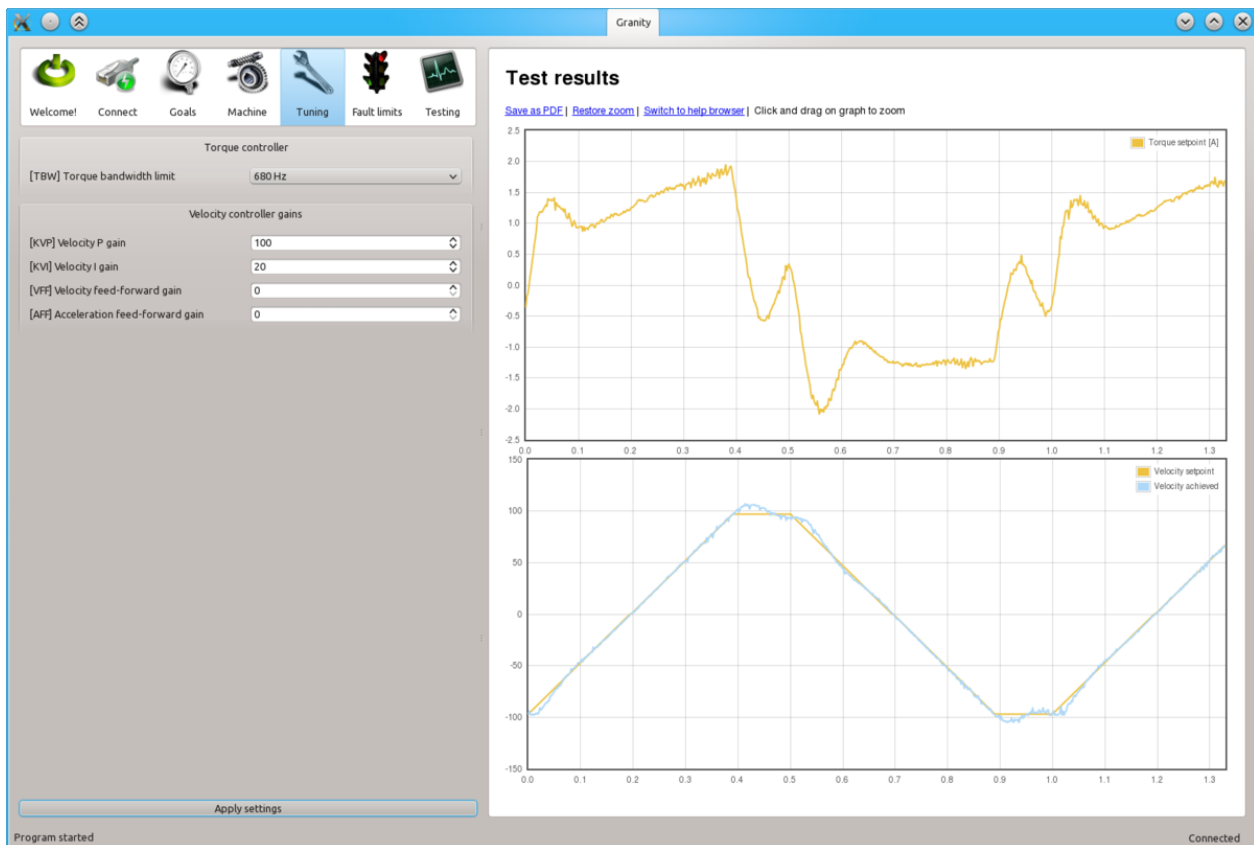 Granity
Welcome! Connect Goals Machine Tuning Fault limits Testing
Torque controller
[TBW] Torque bandwidth limit 680 Hz
Velocity controller gains
[KVP] Velocity P gain 100
[KVI] Velocity I gain 20
[VFF] Velocity feed-forward gain 0
[AFF] Acceleration feed-forward gain 0
Apply settings
Program started
Test results
Save as PDF | Restore zoom | Switch to help browser | Click and drag on graph to zoom
Torque setpoint [A]
2.5
2.0
1.5
1.0
0.5
0.0
-0.5
-1.0
-1.5
-2.0
-2.5
0.0 0.1 0.2 0.3 0.4 0.5 0.6 0.7 0.8 0.9 1.0 1.1 1.2 1.3
Velocity setpoint
Velocity achieved
150
100
50
0
-50
-100
-150
0.0 0.1 0.2 0.3 0.4 0.5 0.6 0.7 0.8 0.9 1.0 1.1 1.2 1.3
Connected